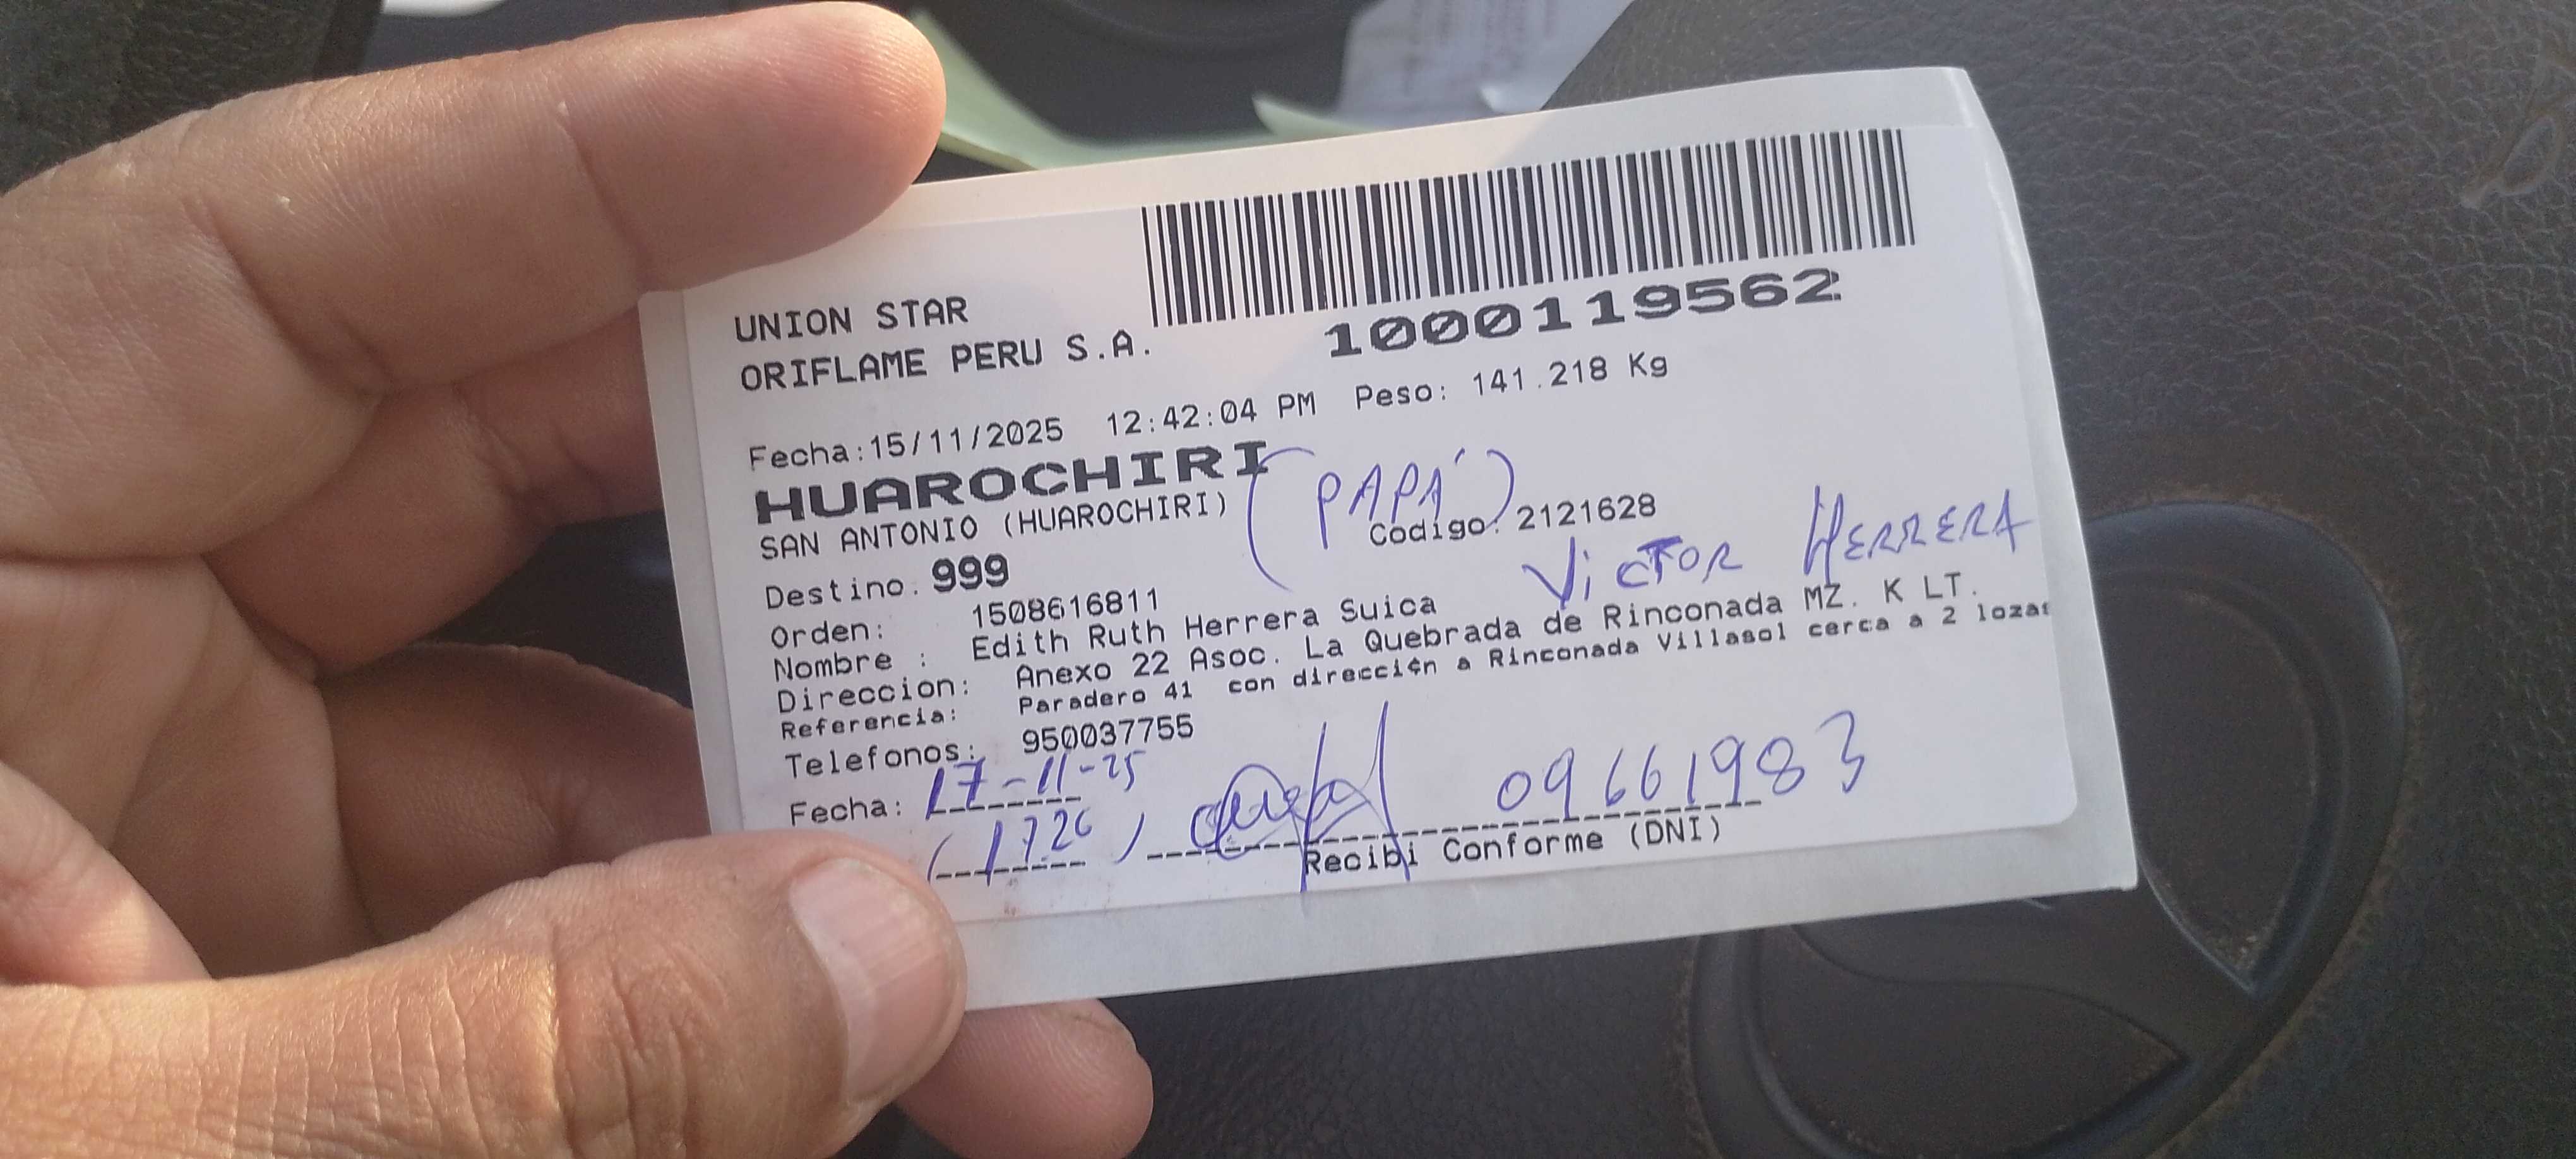 UNION STAR
ORIFLAME PERU S.A.
1000119562
Fecha:15/11/2025 12:42:04 PM Peso: 141.218 Kg
HUAROCHIRI
SAN ANTONIO (HUAROCHIRI)
(PAPÁ)
Codigo: 2121628
Destino. 999
VICTOR HERRERA
Orden: 1508616811
Nombre : Edith Ruth Herrera Suica
Direccion: Anexo 22 Asoc. La Quebrada de Rinconada MZ. K LT.
Referencia: Paradero 41 con direcci¢n a Rinconada Villasol cerca a 2 lozas
Telefonos: 950037755
Fecha: 17-11-25
(1726)
09661983
Recibi Conforme (DNI)